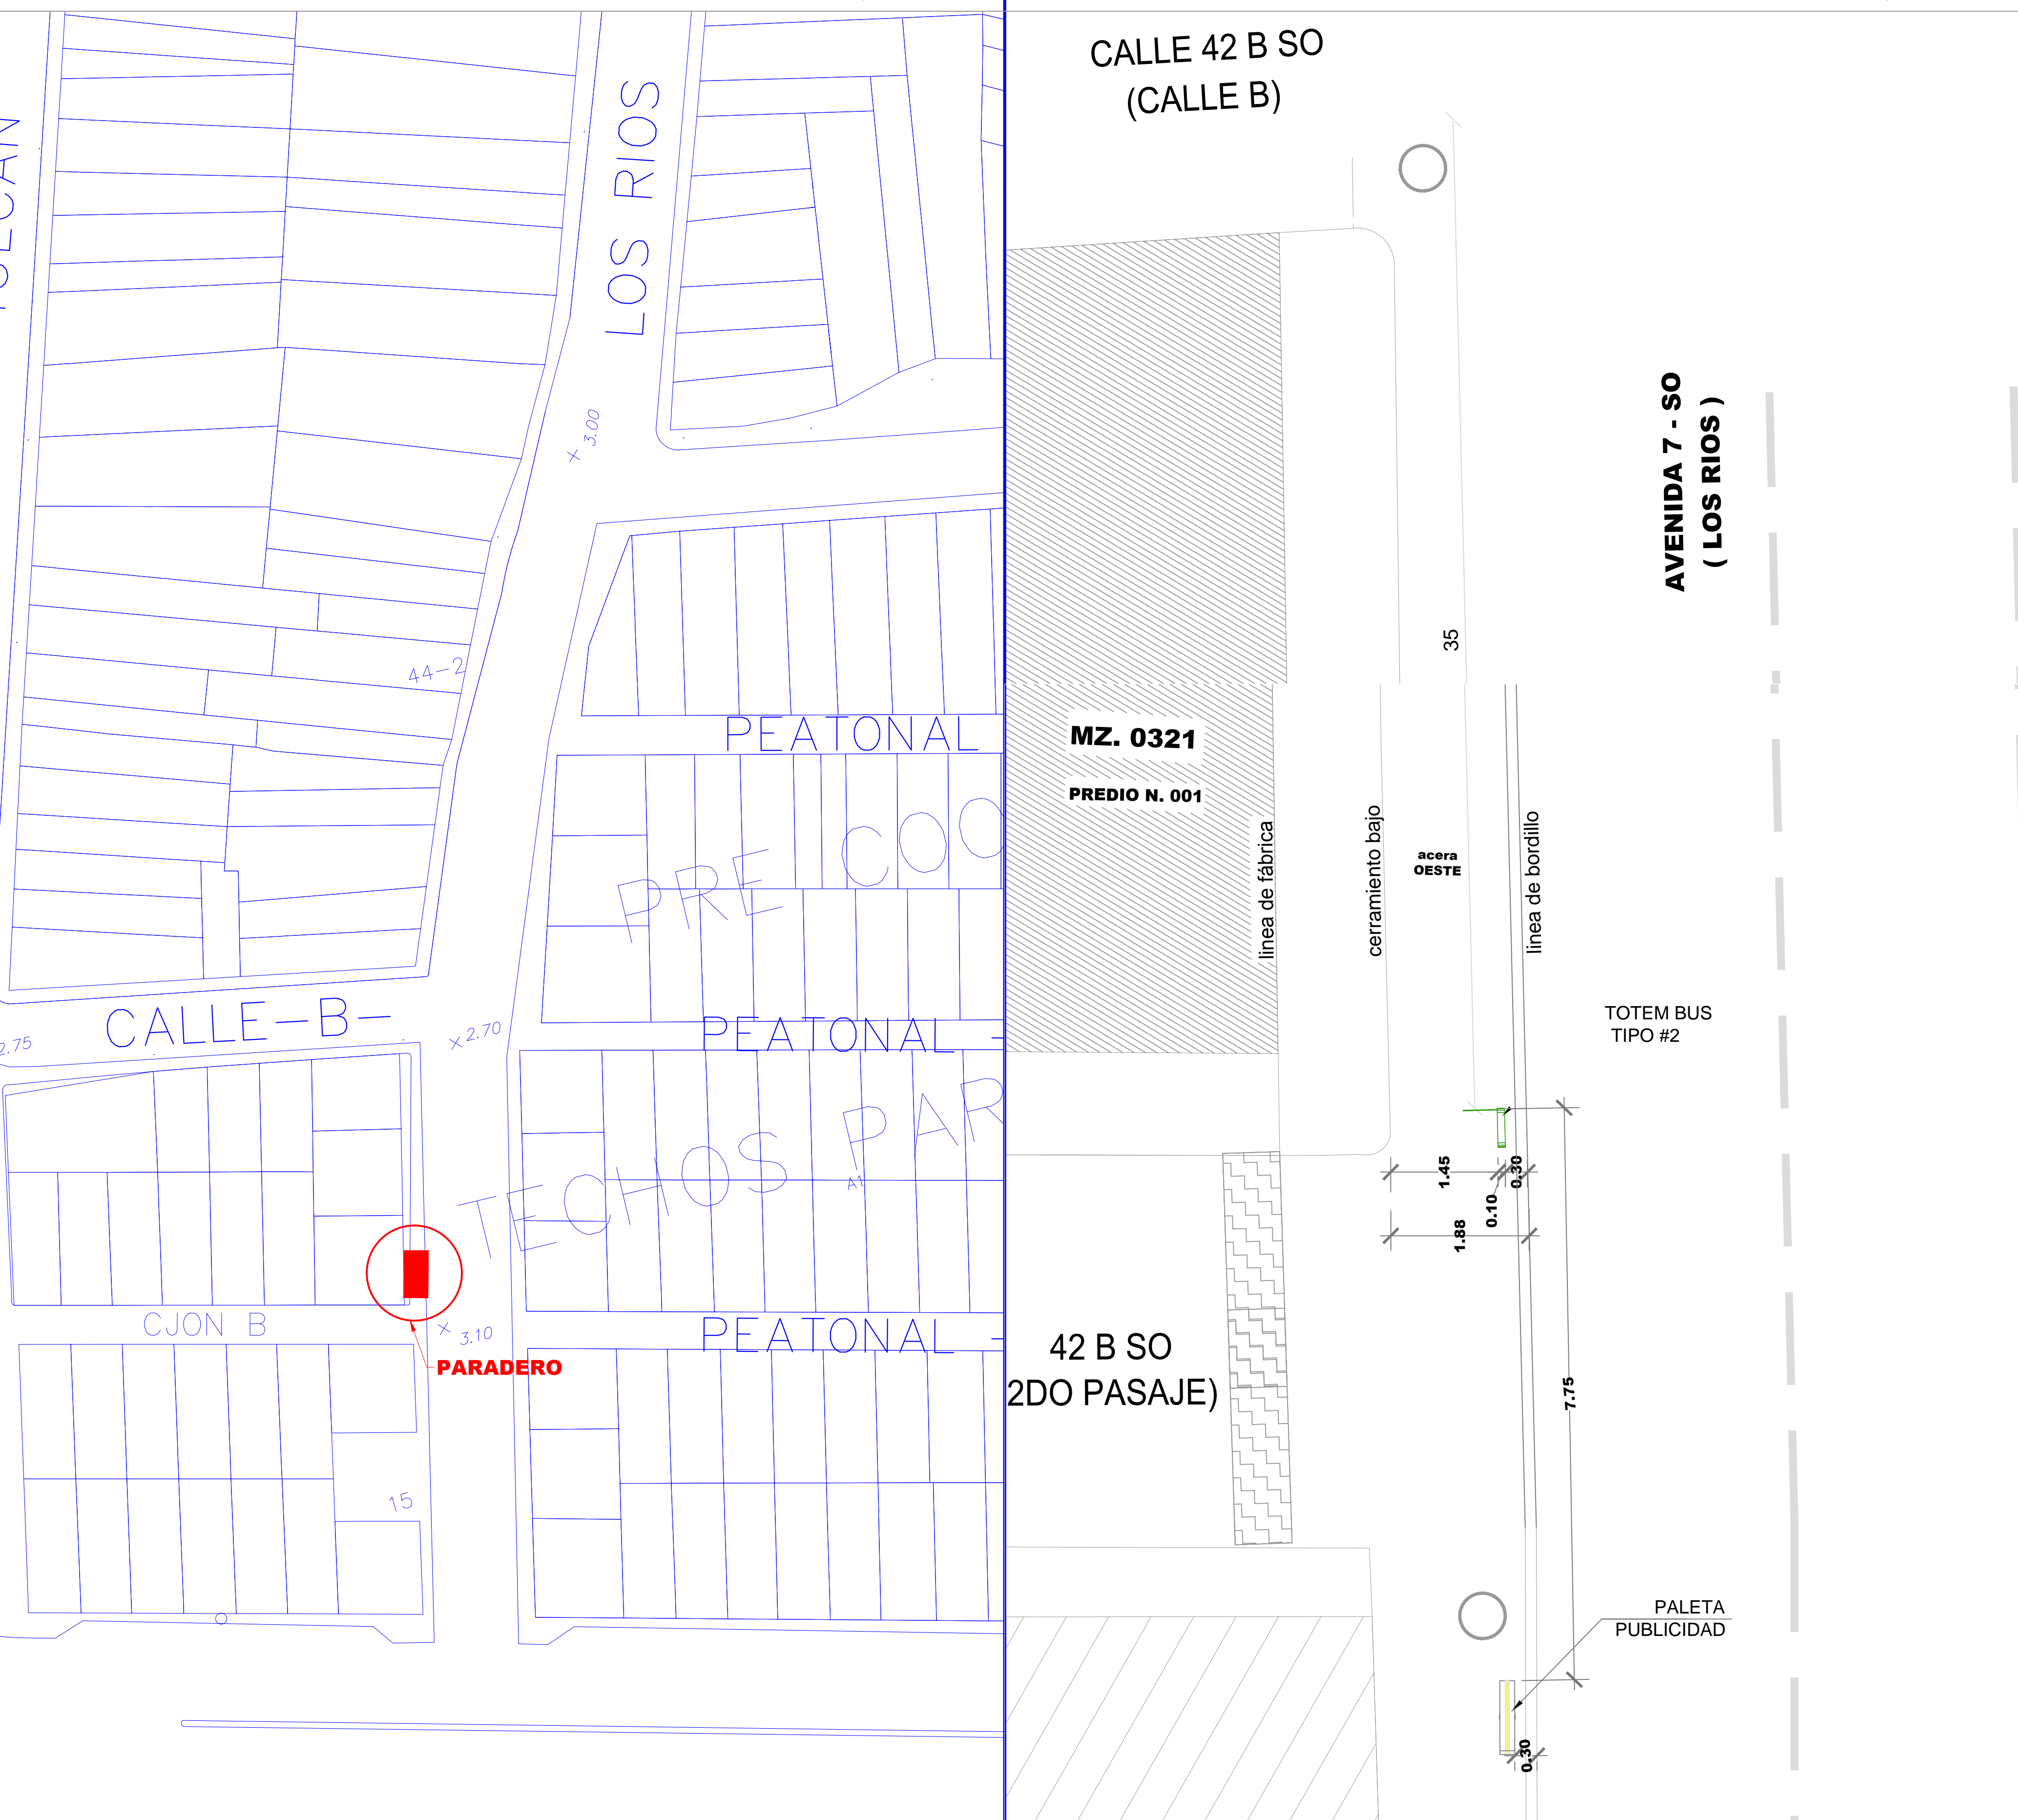 LOS RIOS
3.00
44-2
PEATONAL
PRE COO
CALLE-B-
2.75
2.70
PEATONAL -
TECHOS PAR
A1
CJON B
3.10
PEATONAL -
PARADERO
15
CALLE 42 B SO
(CALLE B)
AVENIDA 7 - SO
( LOS RIOS )
35
MZ. 0321
PREDIO N. 001
linea de fábrica
cerramiento bajo
acera
OESTE
linea de bordillo
TOTEM BUS
TIPO #2
1.45
0.10
0.30
1.88
42 B SO
2DO PASAJE)
7.75
PALETA
PUBLICIDAD
0.30